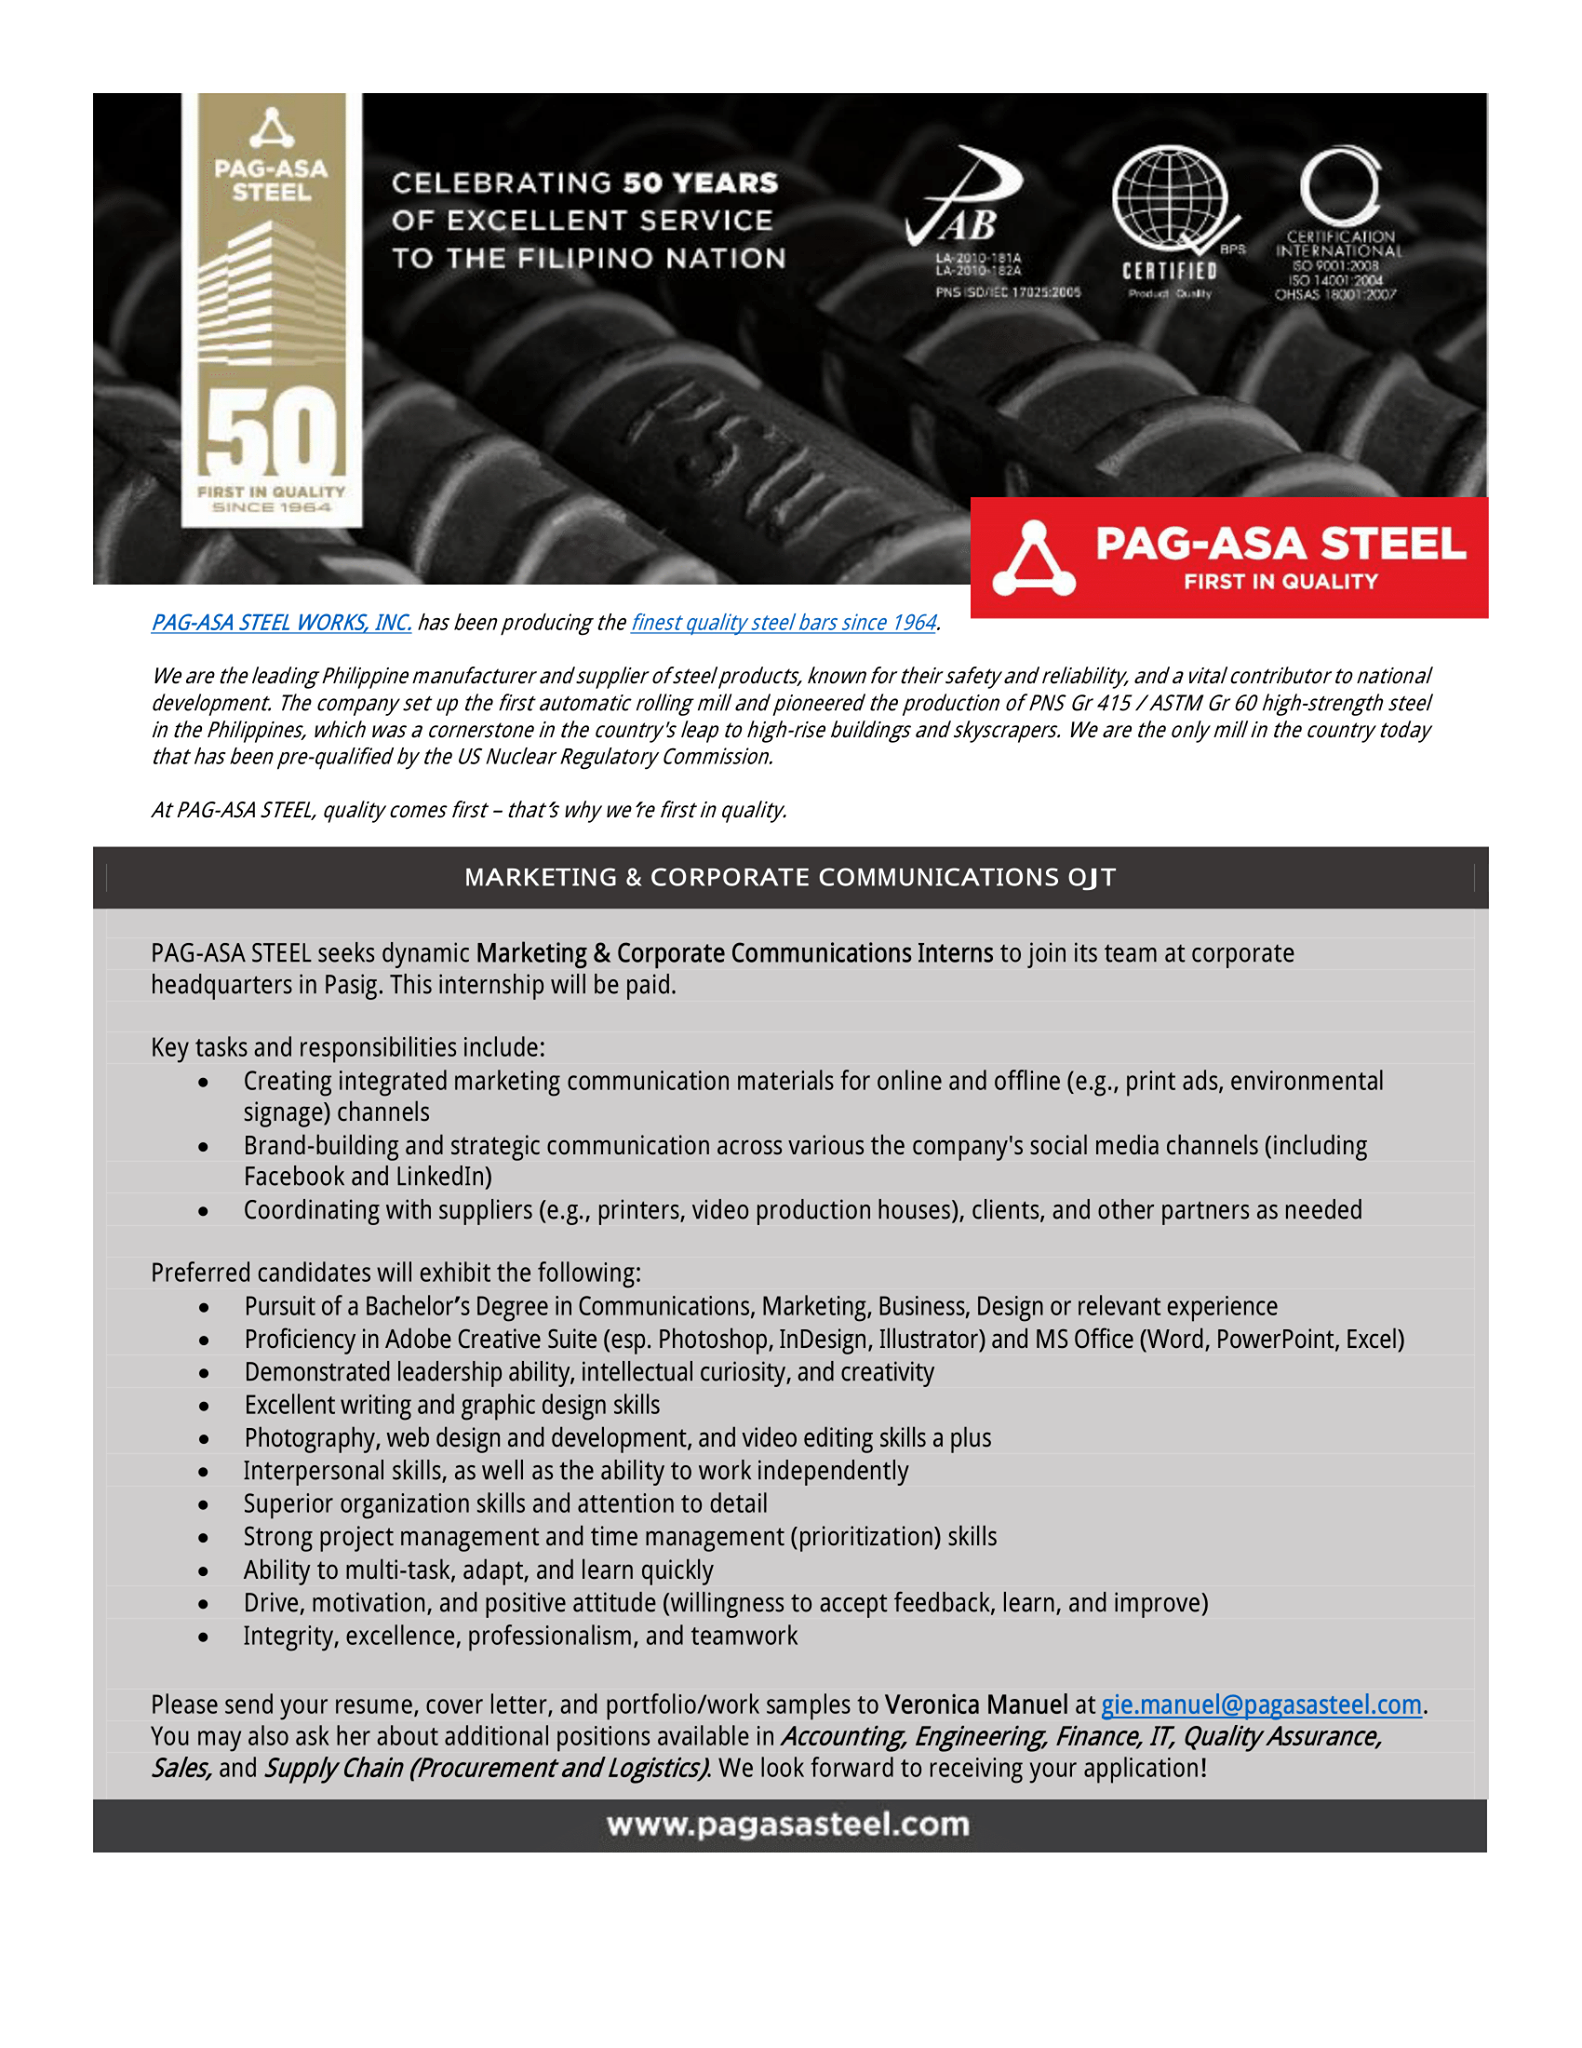 PAG-ASA
STEEL
50
FIRST IN QUALITY
SINCE 1964
CELEBRATING 50 YEARS
OF EXCELLENT SERVICE
TO THE FILIPINO NATION
PAB
LA-2010-181A
LA-2010-182A
PNS ISO/IEC 17025:2005
BPS
CERTIFIED
Product Quality
CERTIFICATION
INTERNATIONAL
ISO 9001:2008
ISO 14001:2004
OHSAS 18001:2007
PSW
PAG-ASA STEEL
FIRST IN QUALITY
PAG-ASA STEEL WORKS, INC. has been producing the finest quality steel bars since 1964.
We are the leading Philippine manufacturer and supplier of steel products, known for their safety and reliability, and a vital contributor to national
development. The company set up the first automatic rolling mill and pioneered the production of PNS Gr 415 / ASTM Gr 60 high-strength steel
in the Philippines, which was a cornerstone in the country's leap to high-rise buildings and skyscrapers. We are the only mill in the country today
that has been pre-qualified by the US Nuclear Regulatory Commission.
At PAG-ASA STEEL, quality comes first – that’s why we’re first in quality.
MARKETING & CORPORATE COMMUNICATIONS OJT
PAG-ASA STEEL seeks dynamic Marketing & Corporate Communications Interns to join its team at corporate
headquarters in Pasig. This internship will be paid.
Key tasks and responsibilities include:
• Creating integrated marketing communication materials for online and offline (e.g., print ads, environmental
signage) channels
• Brand-building and strategic communication across various the company's social media channels (including
Facebook and LinkedIn)
• Coordinating with suppliers (e.g., printers, video production houses), clients, and other partners as needed
Preferred candidates will exhibit the following:
• Pursuit of a Bachelor’s Degree in Communications, Marketing, Business, Design or relevant experience
• Proficiency in Adobe Creative Suite (esp. Photoshop, InDesign, Illustrator) and MS Office (Word, PowerPoint, Excel)
• Demonstrated leadership ability, intellectual curiosity, and creativity
• Excellent writing and graphic design skills
• Photography, web design and development, and video editing skills a plus
• Interpersonal skills, as well as the ability to work independently
• Superior organization skills and attention to detail
• Strong project management and time management (prioritization) skills
• Ability to multi-task, adapt, and learn quickly
• Drive, motivation, and positive attitude (willingness to accept feedback, learn, and improve)
• Integrity, excellence, professionalism, and teamwork
Please send your resume, cover letter, and portfolio/work samples to Veronica Manuel at gie.manuel@pagasasteel.com.
You may also ask her about additional positions available in Accounting, Engineering, Finance, IT, Quality Assurance,
Sales, and Supply Chain (Procurement and Logistics). We look forward to receiving your application!
www.pagasasteel.com